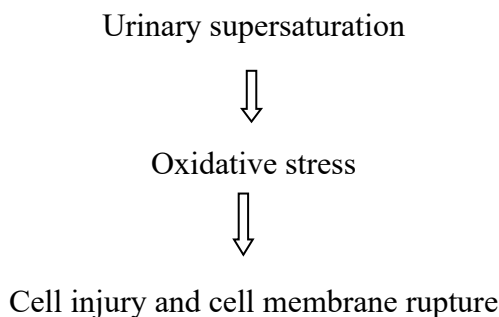 Urinary supersaturation
Oxidative stress
Cell injury and cell membrane rupture